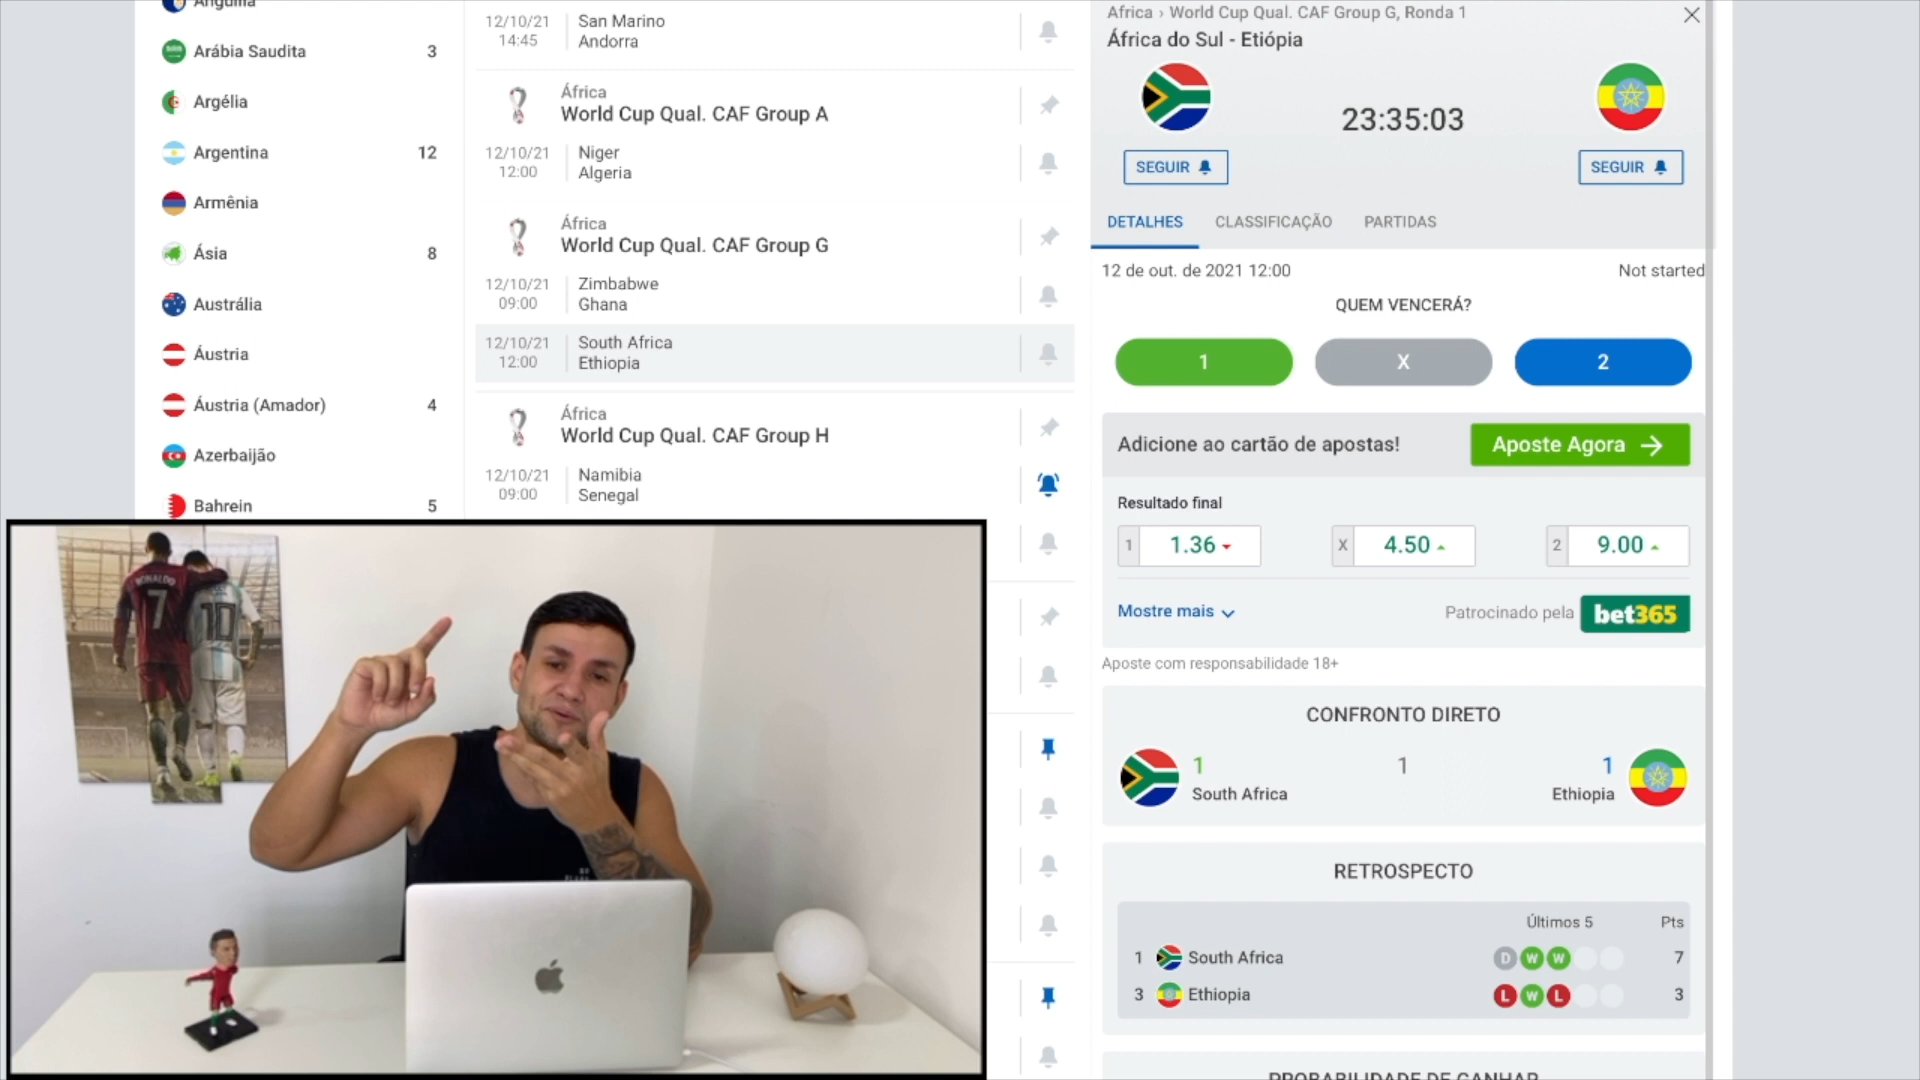 Anguilla
Arábia Saudita 3
Argélia
Argentina 12
Armênia
Ásia 8
Austrália
Áustria
Áustria (Amador) 4
Azerbaijão
Bahrein 5
12/10/21 San Marino
14:45 Andorra
África
World Cup Qual. CAF Group A
12/10/21 Niger
12:00 Algeria
África
World Cup Qual. CAF Group G
12/10/21 Zimbabwe
09:00 Ghana
12/10/21 South Africa
12:00 Ethiopia
África
World Cup Qual. CAF Group H
12/10/21 Namibia
09:00 Senegal
Africa › World Cup Qual. CAF Group G, Ronda 1
África do Sul - Etiópia
23:35:03
SEGUIR SEGUIR
DETALHES CLASSIFICAÇÃO PARTIDAS
12 de out. de 2021 12:00 Not started
QUEM VENCERÁ?
1 X 2
Adicione ao cartão de apostas! Aposte Agora
Resultado final
1 1.36 X 4.50 2 9.00
Mostre mais Patrocinado pela bet365
Aposte com responsabilidade 18+
CONFRONTO DIRETO
1 1 1
South Africa Ethiopia
RETROSPECTO
Últimos 5 Pts
1 South Africa D W W 7
3 Ethiopia L W L 3
PROBABILIDADE DE GANHAR
RONALDO
7
10